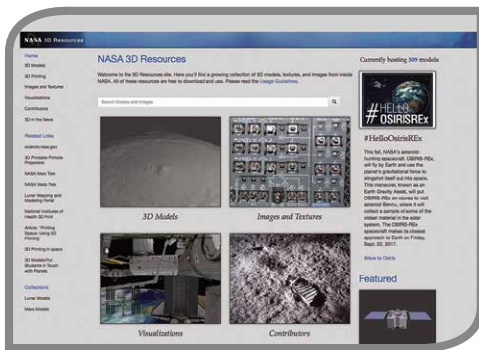 NASA 3D Resources
Home
3D Models
3D Printing
Images and Textures
Visualizations
Contributors
3D in the News
Related Links
science.nasa.gov
3D Printable Pinhole
Projectors
NASA Mars Trek
NASA Vesta Trek
Lunar Mapping and
Modeling Portal
National Institutes of
Health 3D Print
Article: "Printing
Space: Using 3D
Printing"
3D Printing in space
3D Models/Fun
Students in Touch
with Planets
Collections
Lunar Models
Mars Models
NASA 3D Resources
Welcome to the 3D Resources site. Here you'll find a growing collection of 3D models, textures, and images from inside
NASA. All of these resources are free to download and use. Please read the Usage Guidelines.
Search Models and Images
3D Models
Images and Textures
Visualizations
Contributors
Currently hosting 309 models
#HELLO
OSIRISREx
#HelloOsirisREx
This fall, NASA's asteroid-
hunting spacecraft, OSIRIS-REx,
will fly by Earth and use the
planet's gravitational force to
slingshot itself out into space.
This maneuver, known as an
Earth Gravity Assist, will put
OSIRIS-REx on course to visit
asteroid Bennu, where it will
collect a sample of some of the
oldest material in the solar
system. The OSIRIS-REx
spacecraft makes its closest
approach to Earth on Friday,
Sept. 22, 2017.
Wave to Osiris
Featured